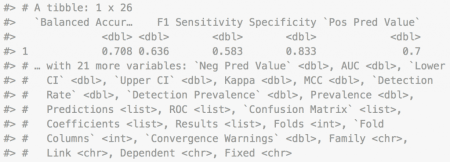 #> # A tibble: 1 x 26
#>   `Balanced Accur…    F1 Sensitivity Specificity `Pos Pred Value`
#>              <dbl> <dbl>       <dbl>       <dbl>            <dbl>
#> 1            0.708 0.636       0.583       0.833              0.7
#> # … with 21 more variables: `Neg Pred Value` <dbl>, AUC <dbl>, `Lower
#> #   CI` <dbl>, `Upper CI` <dbl>, Kappa <dbl>, MCC <dbl>, `Detection
#> #   Rate` <dbl>, `Detection Prevalence` <dbl>, Prevalence <dbl>,
#> #   Predictions <list>, ROC <list>, `Confusion Matrix` <list>,
#> #   Coefficients <list>, Results <list>, Folds <int>, `Fold
#> #   Columns` <int>, `Convergence Warnings` <dbl>, Family <chr>,
#> #   Link <chr>, Dependent <chr>, Fixed <chr>